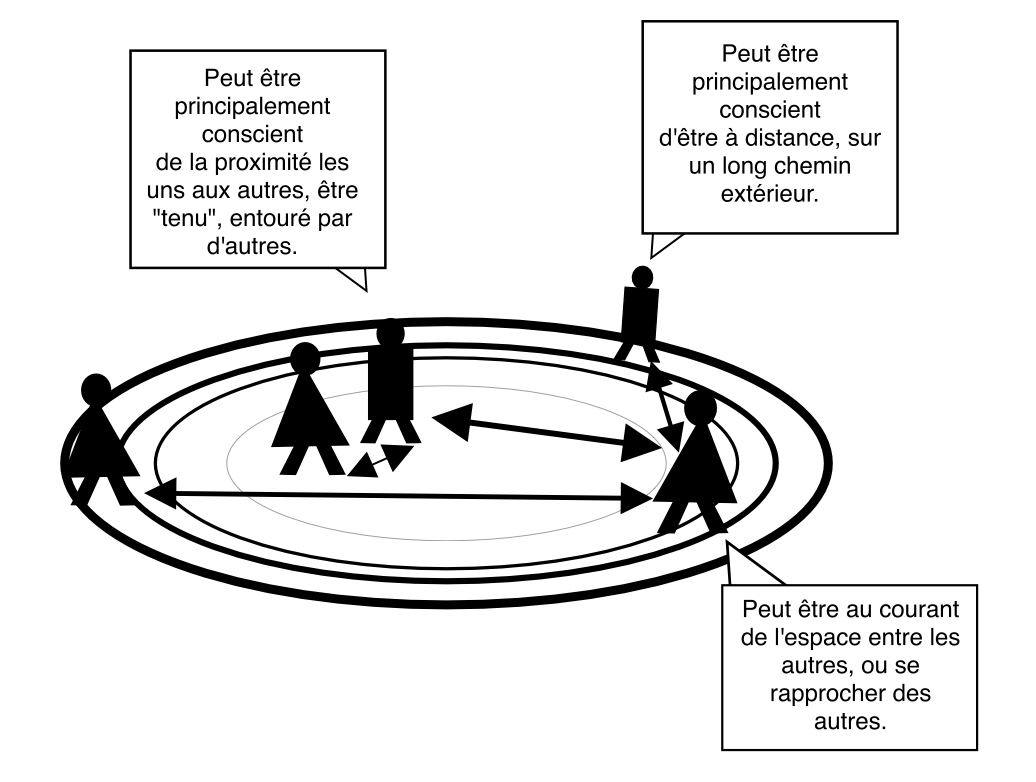 Peut être
principalement
conscient
de la proximité les
uns aux autres, être
"tenu", entouré par
d'autres.
Peut être
principalement
conscient
d'être à distance, sur
un long chemin
extérieur.
Peut être au courant
de l'espace entre les
autres, ou se
rapprocher des
autres.